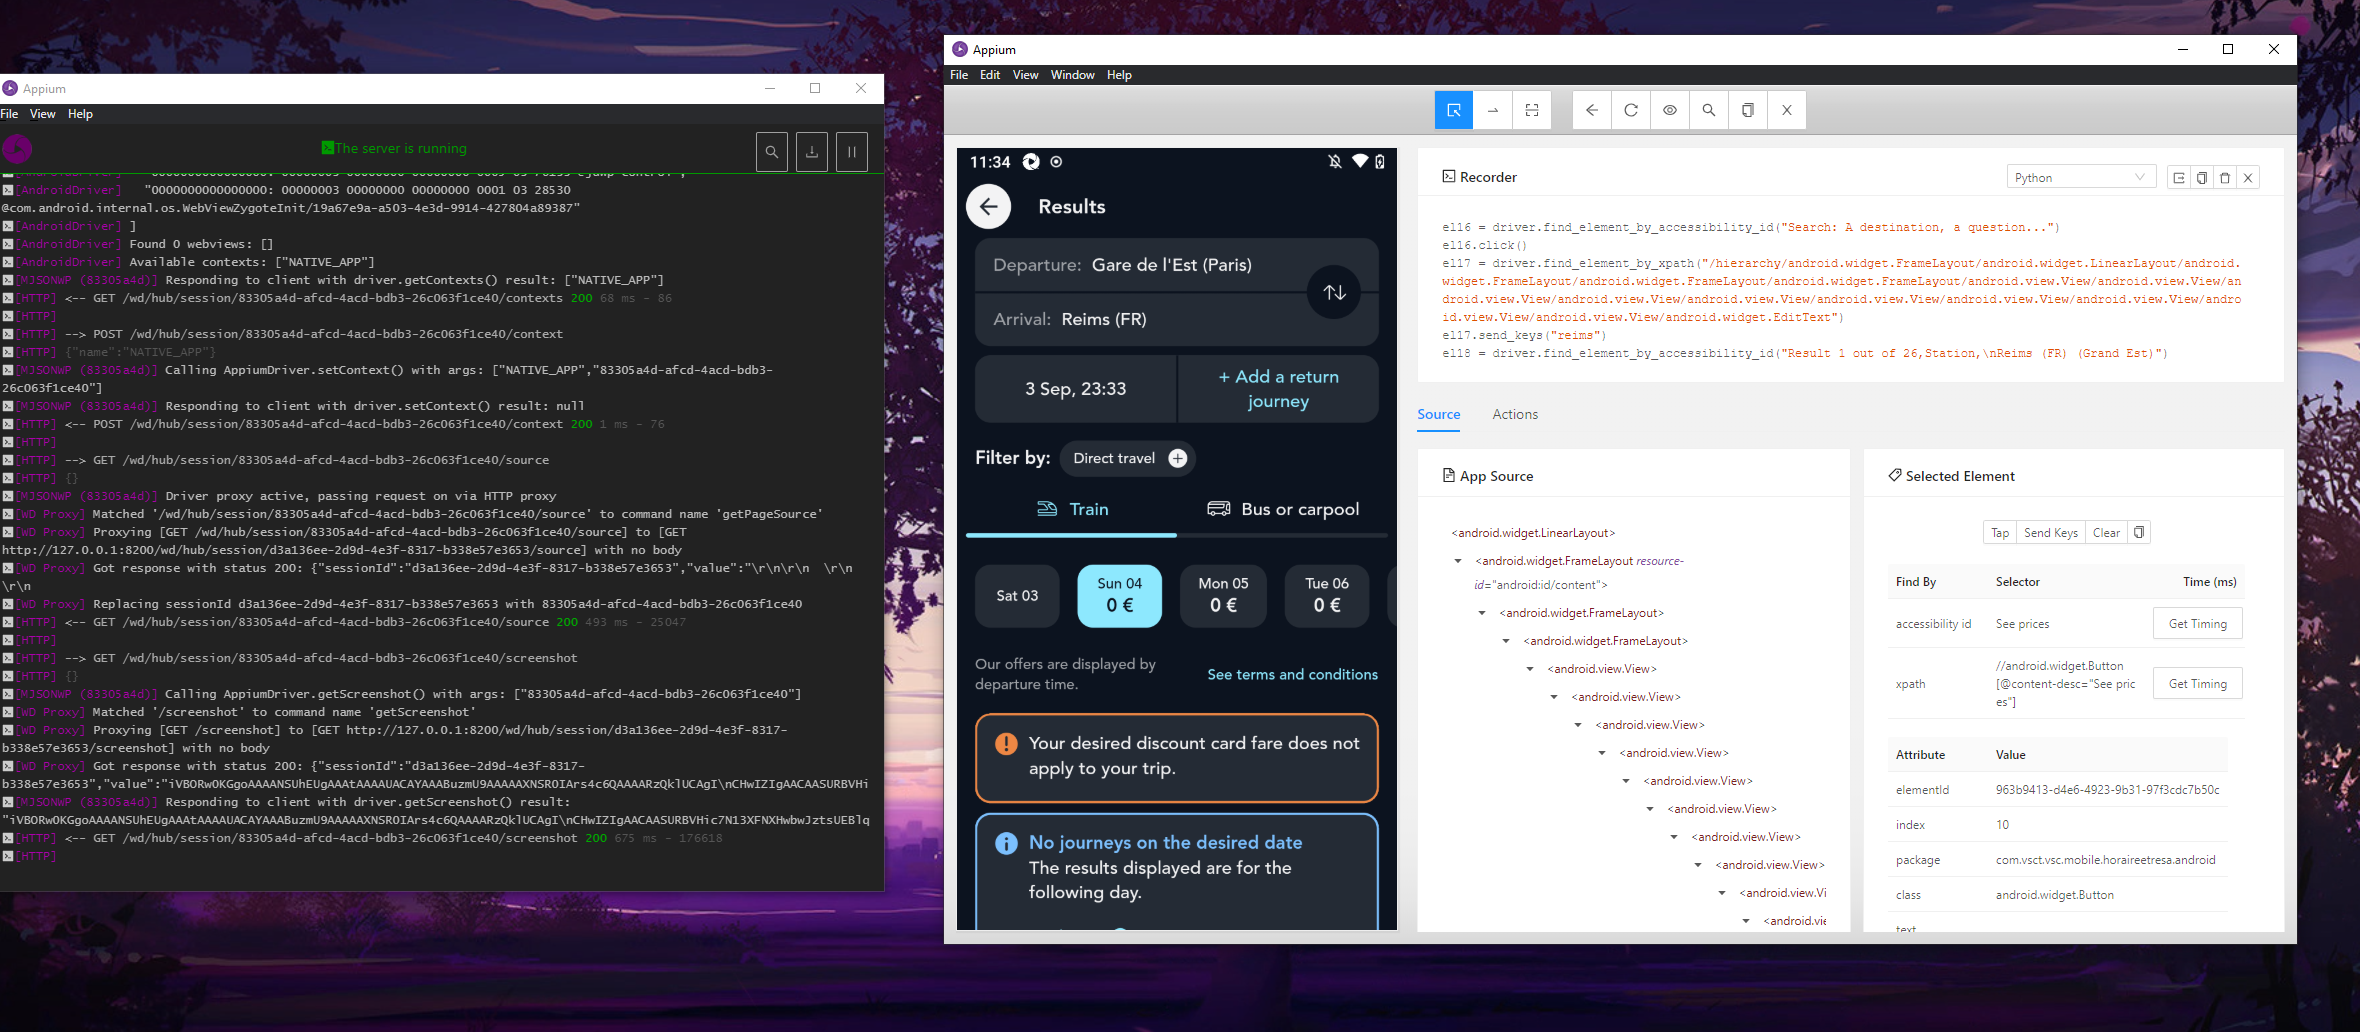 Appium
File View Help
The server is running
[AndroidDriver] "0000000000000000: 00000003 00000000 00000000 0001 03 28530
@com.android.internal.os.WebViewZygoteInit/19a67e9a-a503-4e3d-9914-427804a89387"
[AndroidDriver] ]
[AndroidDriver] Found 0 webviews: []
[AndroidDriver] Available contexts: ["NATIVE_APP"]
[MJSONWP (83305a4d)] Responding to client with driver.getContexts() result: ["NATIVE_APP"]
[HTTP] <-- GET /wd/hub/session/83305a4d-afcd-4acd-bdb3-26c063f1ce40/contexts 200 68 ms - 86
[HTTP]
[HTTP] --> POST /wd/hub/session/83305a4d-afcd-4acd-bdb3-26c063f1ce40/context
[HTTP] {"name":"NATIVE_APP"}
[MJSONWP (83305a4d)] Calling AppiumDriver.setContext() with args: ["NATIVE_APP","83305a4d-afcd-4acd-bdb3-
26c063f1ce40"]
[MJSONWP (83305a4d)] Responding to client with driver.setContext() result: null
[HTTP] <-- POST /wd/hub/session/83305a4d-afcd-4acd-bdb3-26c063f1ce40/context 200 1 ms - 76
[HTTP]
[HTTP] --> GET /wd/hub/session/83305a4d-afcd-4acd-bdb3-26c063f1ce40/source
[HTTP] {}
[MJSONWP (83305a4d)] Driver proxy active, passing request on via HTTP proxy
[WD Proxy] Matched '/wd/hub/session/83305a4d-afcd-4acd-bdb3-26c063f1ce40/source' to command name 'getPageSource'
[WD Proxy] Proxying [GET /wd/hub/session/83305a4d-afcd-4acd-bdb3-26c063f1ce40/source] to [GET
http://127.0.0.1:8200/wd/hub/session/d3a136ee-2d9d-4e3f-8317-b338e57e3653/source] with no body
[WD Proxy] Got response with status 200: {"sessionId":"d3a136ee-2d9d-4e3f-8317-b338e57e3653","value":"\r\n\r\n \r\n
\r\n
[WD Proxy] Replacing sessionId d3a136ee-2d9d-4e3f-8317-b338e57e3653 with 83305a4d-afcd-4acd-bdb3-26c063f1ce40
[HTTP] <-- GET /wd/hub/session/83305a4d-afcd-4acd-bdb3-26c063f1ce40/source 200 493 ms - 25047
[HTTP]
[HTTP] --> GET /wd/hub/session/83305a4d-afcd-4acd-bdb3-26c063f1ce40/screenshot
[HTTP] {}
[MJSONWP (83305a4d)] Calling AppiumDriver.getScreenshot() with args: ["83305a4d-afcd-4acd-bdb3-26c063f1ce40"]
[WD Proxy] Matched '/screenshot' to command name 'getScreenshot'
[WD Proxy] Proxying [GET /screenshot] to [GET http://127.0.0.1:8200/wd/hub/session/d3a136ee-2d9d-4e3f-8317-
b338e57e3653/screenshot] with no body
[WD Proxy] Got response with status 200: {"sessionId":"d3a136ee-2d9d-4e3f-8317-
b338e57e3653","value":"iVBORw0KGgoAAAANSUhEUgAAAtAAAAUACAYAAABuzmU9AAAAAXNSR0IArs4c6QAAAARzQklUCAgI\nCHwIZIgAACAASURBVHi
[MJSONWP (83305a4d)] Responding to client with driver.getScreenshot() result:
"iVBORw0KGgoAAAANSUhEUgAAAtAAAAUACAYAAABuzmU9AAAAAXNSR0IArs4c6QAAAARzQklUCAgI\nCHwIZIgAACAASURBVHic7N13XFNXHwbwJztsUEBlq
[HTTP] <-- GET /wd/hub/session/83305a4d-afcd-4acd-bdb3-26c063f1ce40/screenshot 200 675 ms - 176618
[HTTP]
Appium
File Edit View Window Help
11:34
Results
Departure: Gare de l'Est (Paris)
Arrival: Reims (FR)
3 Sep, 23:33
+ Add a return
journey
Filter by: Direct travel
Train Bus or carpool
Sat 03
Sun 04
0 €
Mon 05
0 €
Tue 06
0 €
Our offers are displayed by
departure time.
See terms and conditions
Your desired discount card fare does not
apply to your trip.
No journeys on the desired date
The results displayed are for the
following day.
Recorder
Python
el16 = driver.find_element_by_accessibility_id("Search: A destination, a question...")
el16.click()
el17 = driver.find_element_by_xpath("/hierarchy/android.widget.FrameLayout/android.widget.LinearLayout/android.
widget.FrameLayout/android.widget.FrameLayout/android.widget.FrameLayout/android.view.View/android.view.View/an
droid.view.View/android.view.View/android.view.View/android.view.View/android.view.View/android.view.View/andro
id.view.View/android.view.View/android.widget.EditText")
el17.send_keys("reims")
el18 = driver.find_element_by_accessibility_id("Result 1 out of 26,Station,\nReims (FR) (Grand Est)")
Source Actions
App Source
<android.widget.LinearLayout>
<android.widget.FrameLayout resource-
id="android:id/content">
<android.widget.FrameLayout>
<android.widget.FrameLayout>
<android.view.View>
<android.view.View>
<android.view.View>
<android.view.View>
<android.view.View>
<android.view.View>
<android.view.View>
<android.view.View>
<android.view.Vi
<android.vie
Selected Element
Tap Send Keys Clear
Find By Selector Time (ms)
accessibility id See prices Get Timing
xpath //android.widget.Button
[@content-desc="See pric
es"] Get Timing
Attribute Value
elementId 963b9413-d4e6-4923-9b31-97f3cdc7b50c
index 10
package com.vsct.vsc.mobile.horaireetresa.android
class android.widget.Button
text